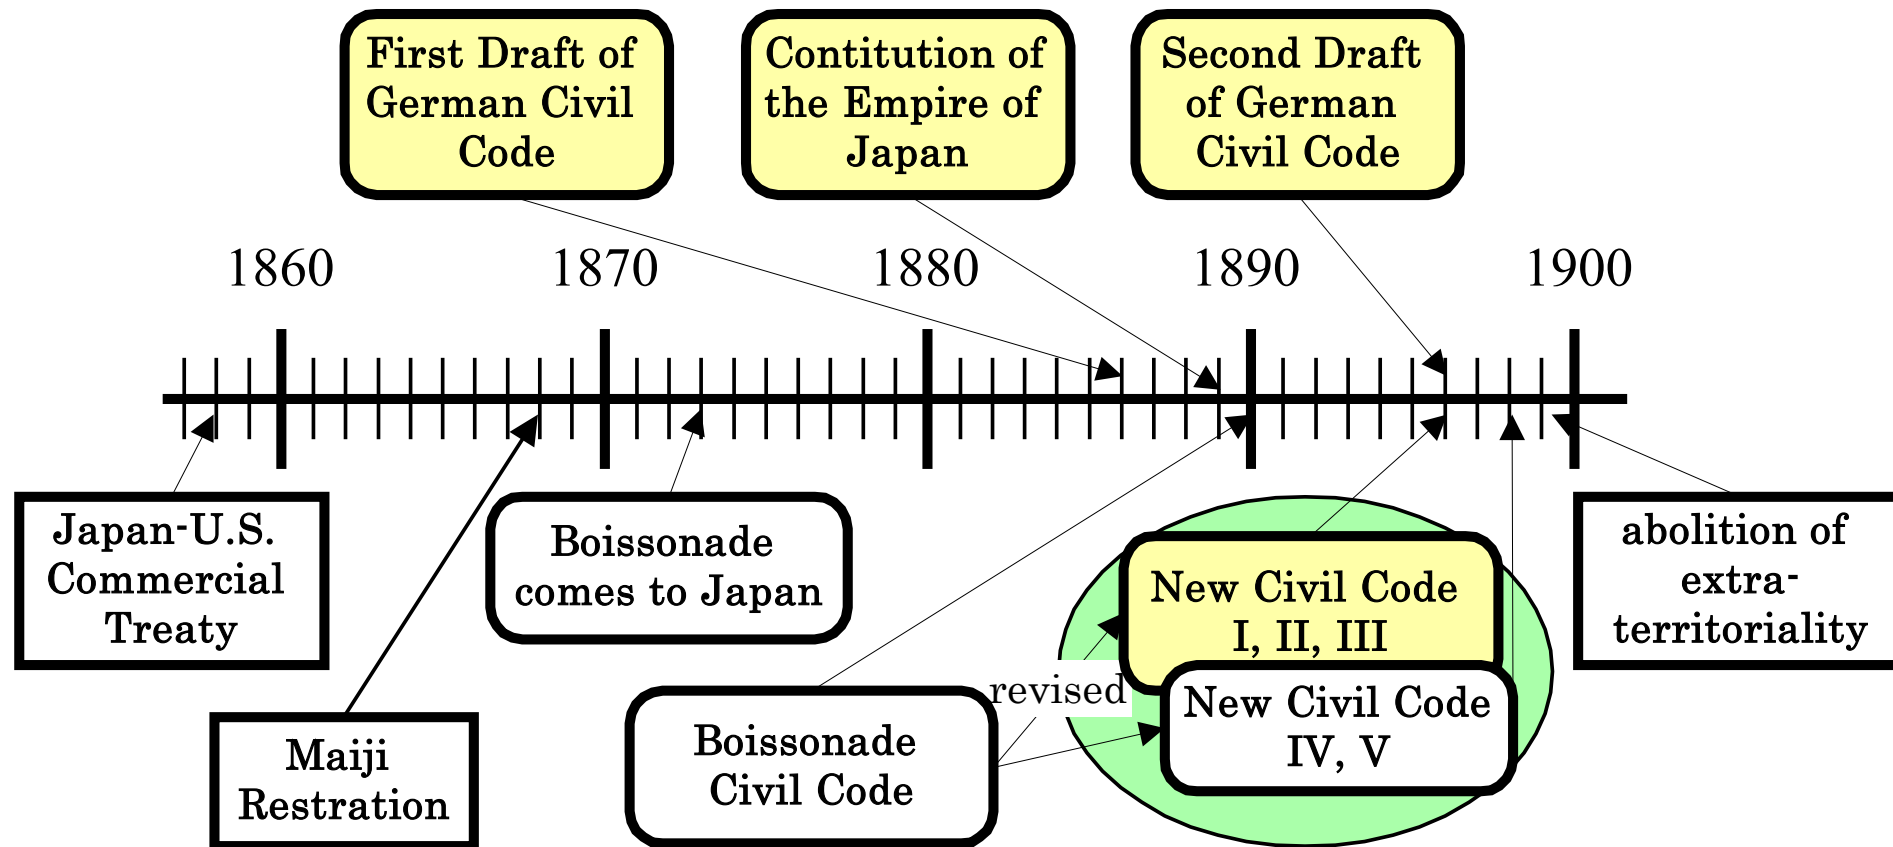 First Draft of
German Civil
Code
Contitution of
the Empire of
Japan
Second Draft
of German
Civil Code
1860
1870
1880
1890
1900
Japan-U.S.
Commercial
Treaty
Maiji
Restration
Boissonade
comes to Japan
Boissonade
Civil Code
revised
New Civil Code
I, II, III
New Civil Code
IV, V
abolition of
extra-
territoriality